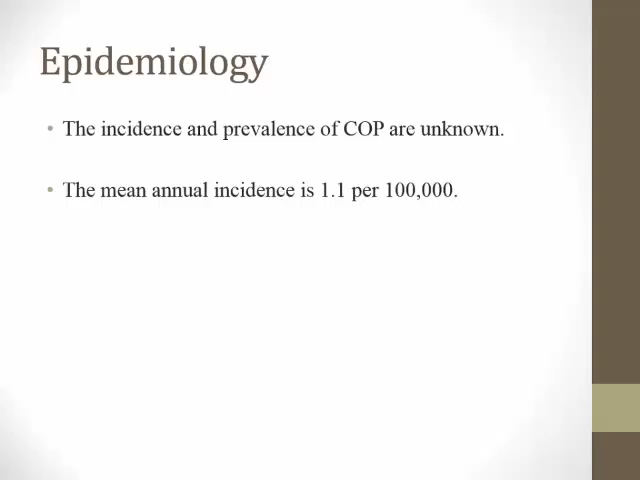 Epidemiology
• The incidence and prevalence of COP are unknown.
• The mean annual incidence is 1.1 per 100,000.